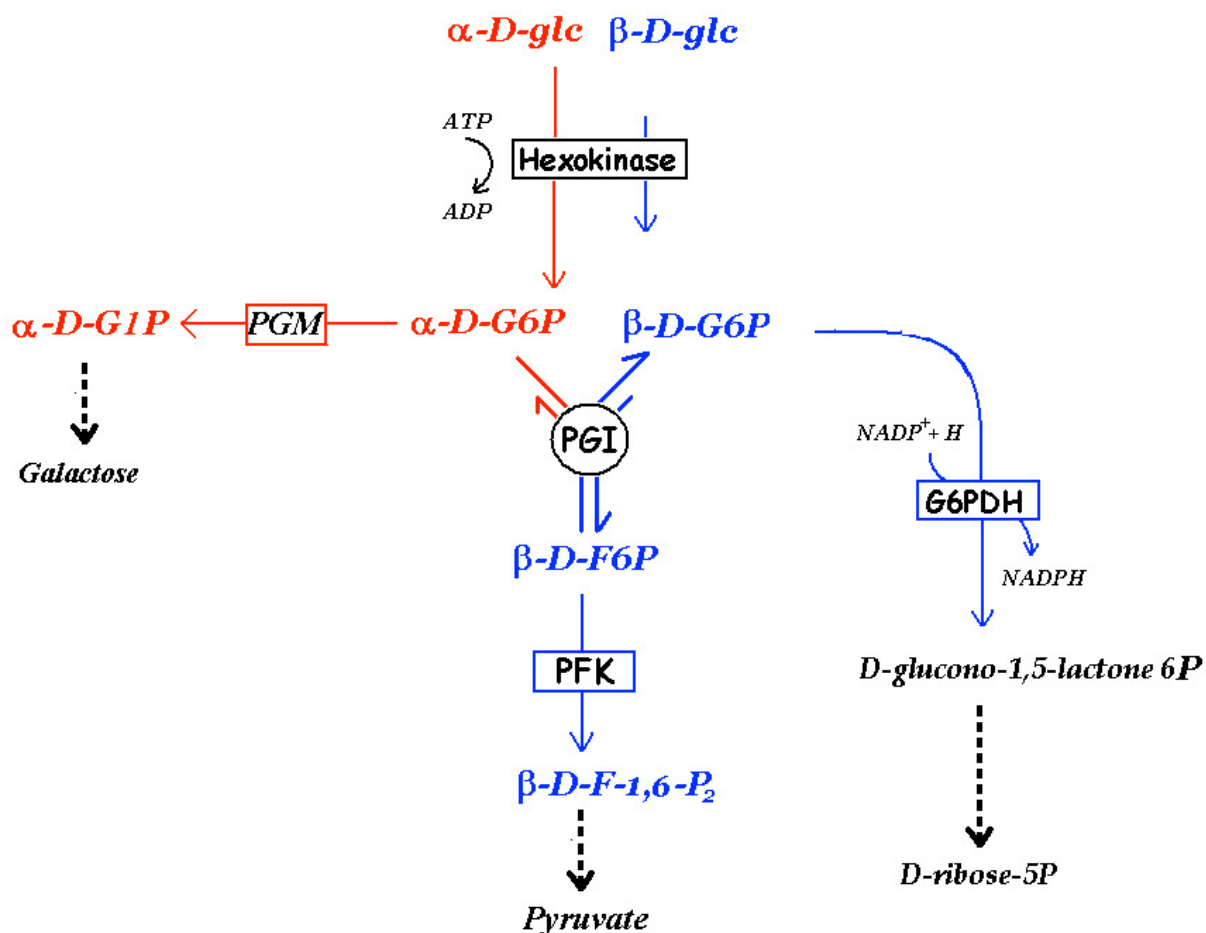 α-D-glc β-D-glc
ATP
Hexokinase
ADP
α-D-G1P PGM α-D-G6P β-D-G6P
PGI
NADP⁺+ H
Galactose
G6PDH
β-D-F6P
NADPH
PFK
D-glucono-1,5-lactone 6P
β-D-F-1,6-P₂
D-ribose-5P
Pyruvate